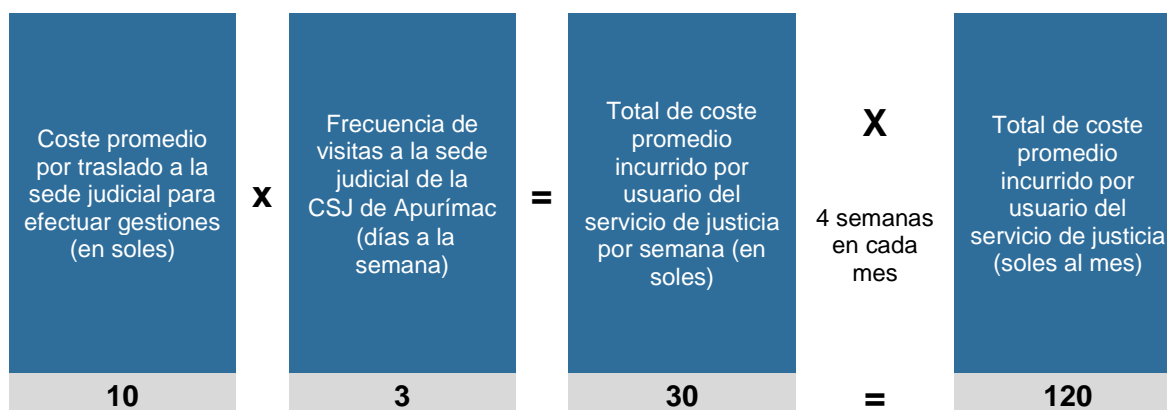 Coste promedio
por traslado a la
sede judicial para
efectuar gestiones
(en soles)
x
Frecuencia de
visitas a la sede
judicial de la
CSJ de Apurímac
(días a la
semana)
=
Total de coste
promedio
incurrido por
usuario del
servicio de justicia
por semana (en
soles)
X
4 semanas
en cada
mes
Total de coste
promedio
incurrido por
usuario del
servicio de justicia
(soles al mes)
10
3
30
=
120